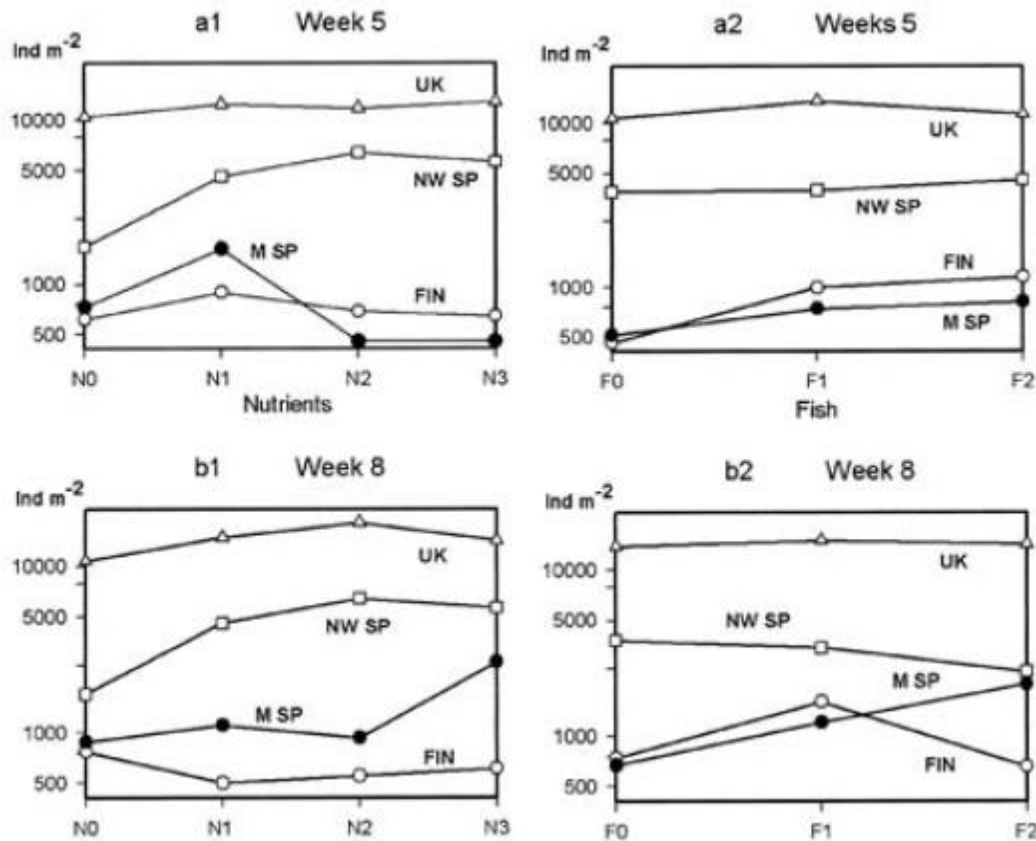 a1 Week 5
Ind m-2
10000
5000
1000
500
UK
NW SP
M SP
FIN
N0 N1 N2 N3
Nutrients
a2 Weeks 5
Ind m-2
10000
5000
1000
500
UK
NW SP
FIN
M SP
F0 F1 F2
Fish
b1 Week 8
Ind m-2
10000
5000
1000
500
UK
NW SP
M SP
FIN
N0 N1 N2 N3
b2 Week 8
Ind m-2
10000
5000
1000
500
UK
NW SP
M SP
FIN
F0 F1 F2